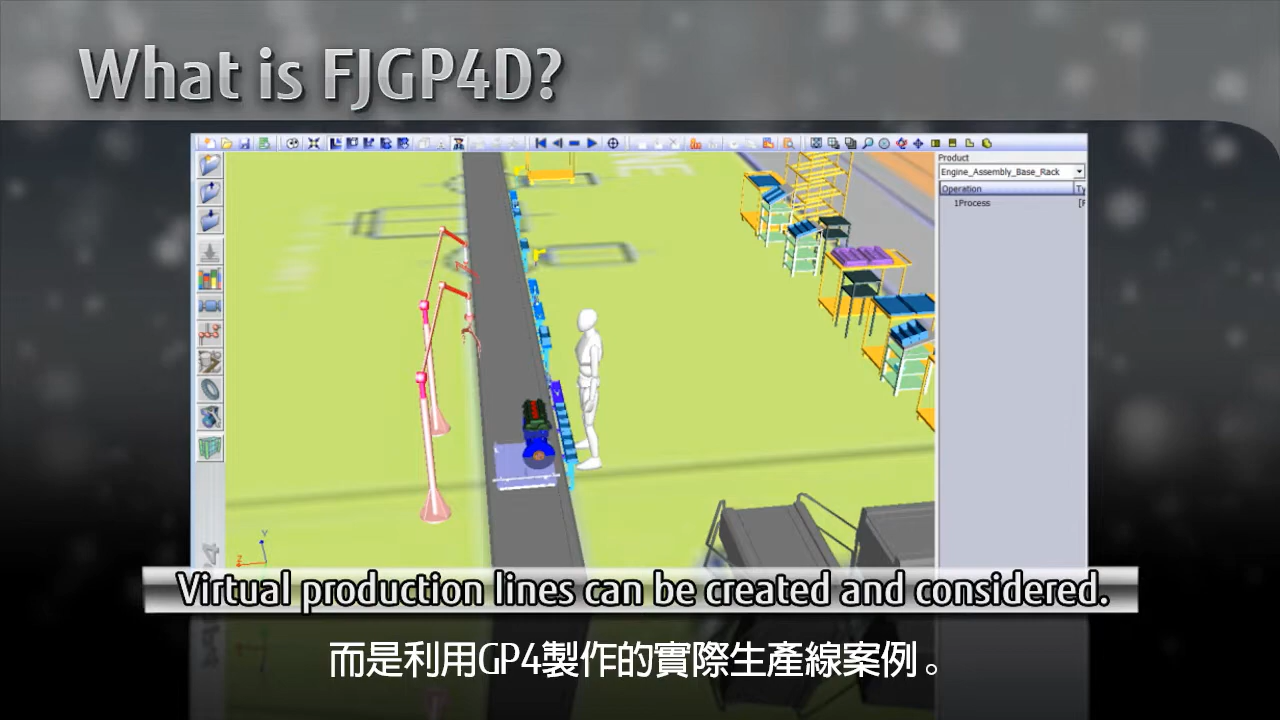 What is FJGP4D?
Product
Engine_Assembly_Base_Rack
Operation
1Process
Virtual production lines can be created and considered.
而是利用GP4製作的實際生產線案例。